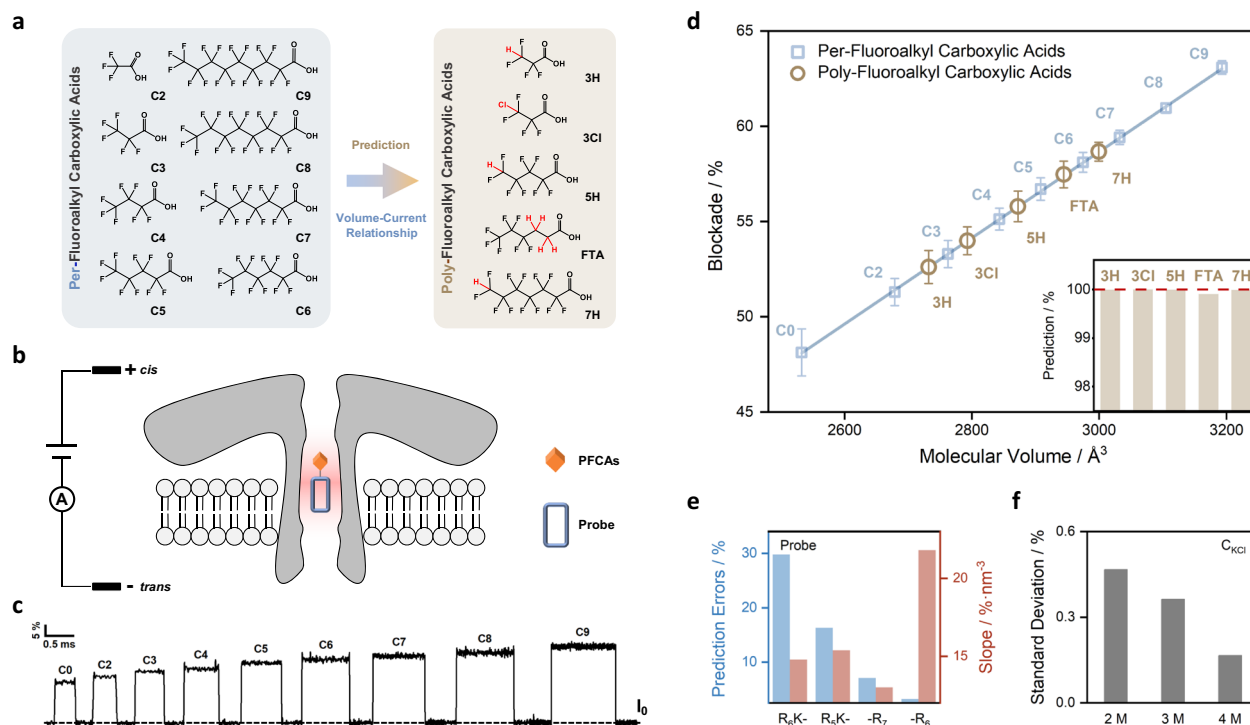 a
Per-Fluoroalkyl Carboxylic Acids
C2
C9
C3
C8
C4
C7
C5
C6
Prediction
Volume-Current
Relationship
Poly-Fluoroalkyl Carboxylic Acids
3H
3Cl
5H
FTA
7H
b
+ cis
A
- trans
PFCAs
Probe
c
5 %
0.5 ms
C0
C2
C3
C4
C5
C6
C7
C8
C9
I₀
d
Blockade / %
65
60
55
50
45
Per-Fluoroalkyl Carboxylic Acids
Poly-Fluoroalkyl Carboxylic Acids
C0
C2
C3
C4
C5
C6
C7
C8
C9
3H
3Cl
5H
FTA
7H
Prediction / %
100
99
98
3H 3Cl 5H FTA 7H
2600 2800 3000 3200
Molecular Volume / Å³
e
Prediction Errors / %
30
20
10
Probe
Slope / %·nm⁻³
20
15
R₆K- R₅K- -R₇ -R₆
f
Standard Deviation / %
0.6
0.3
0.0
C_KCl
2 M 3 M 4 M